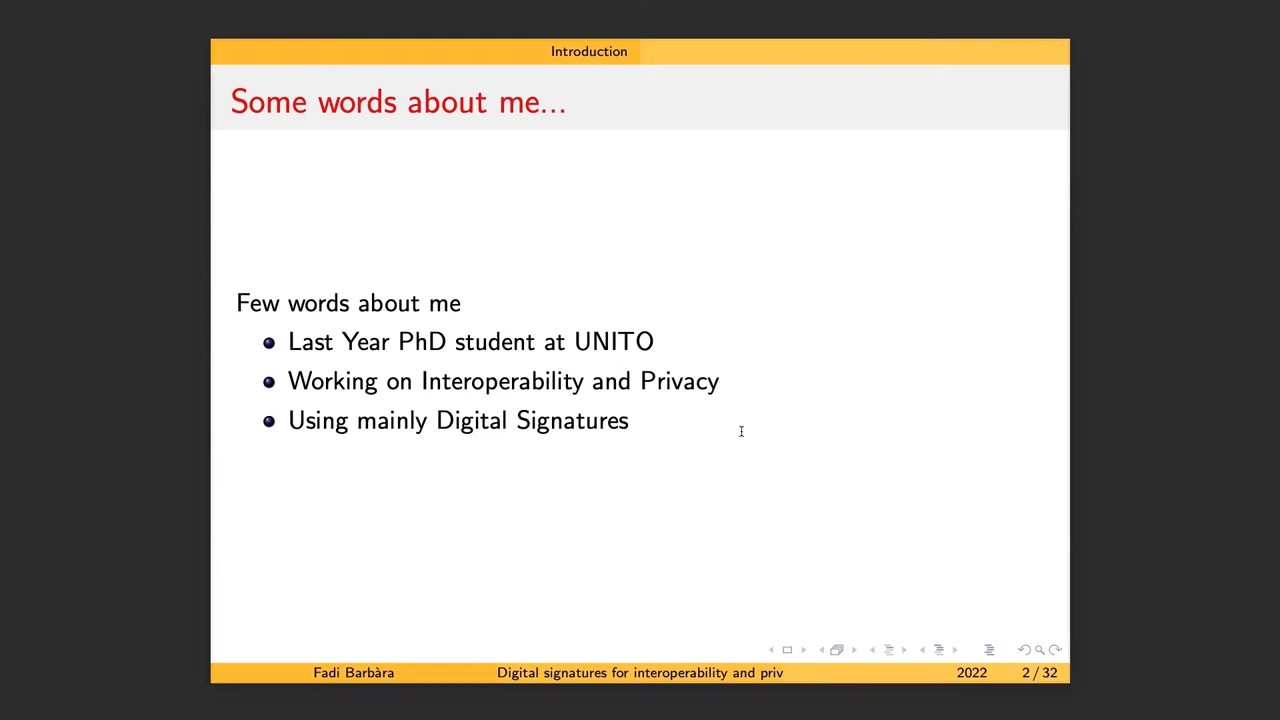 Introduction
Some words about me...
Few words about me
Last Year PhD student at UNITO
Working on Interoperability and Privacy
Using mainly Digital Signatures
Fadi Barbàra Digital signatures for interoperability and priv 2022 2 / 32